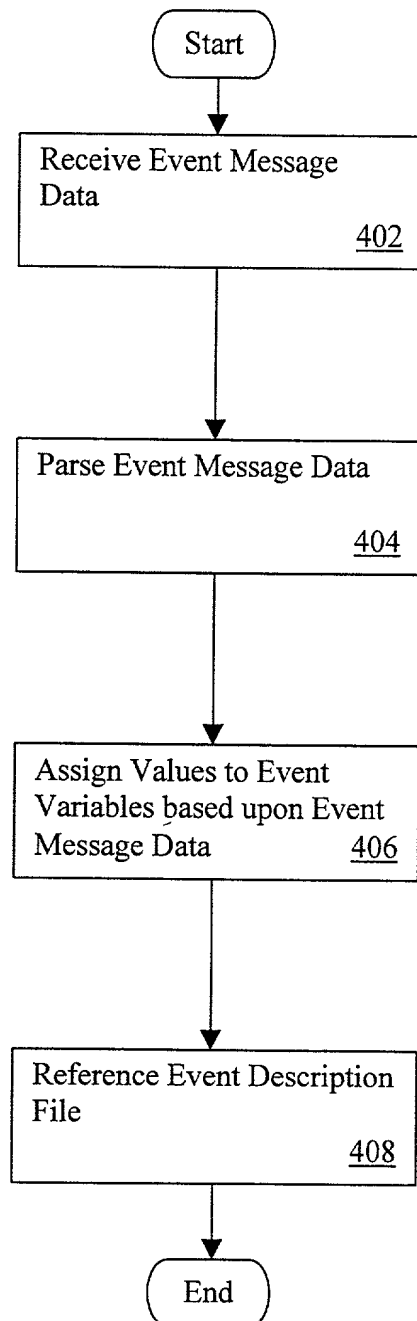 Start
Receive Event Message
Data
402
Parse Event Message Data
404
Assign Values to Event
Variables based upon Event
Message Data 406
Reference Event Description
File
408
End